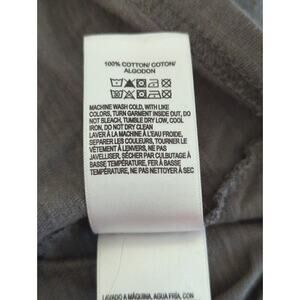 100% COTTON/ COTON/
ALGODON
MACHINE WASH COLD, WITH LIKE
COLORS, TURN GARMENT INSIDE OUT, DO
NOT BLEACH, TUMBLE DRY LOW, COOL
IRON, DO NOT DRY CLEAN
LAVER À LA MACHINE À L'EAU FROIDE,
SEPARER LES COULEURS, TOURNER LE
VÊTEMENT À L'ENVERS, NE PAS
JAVELLISER, SÉCHER PAR CULBUTAGE À
BASSE TEMPÉRATURE, FER À BASSE
TEMPÉRATURE, NE PAS NETTOYER À SEC
LAVADO A MÁQUINA, AGUA FRÍA, CON